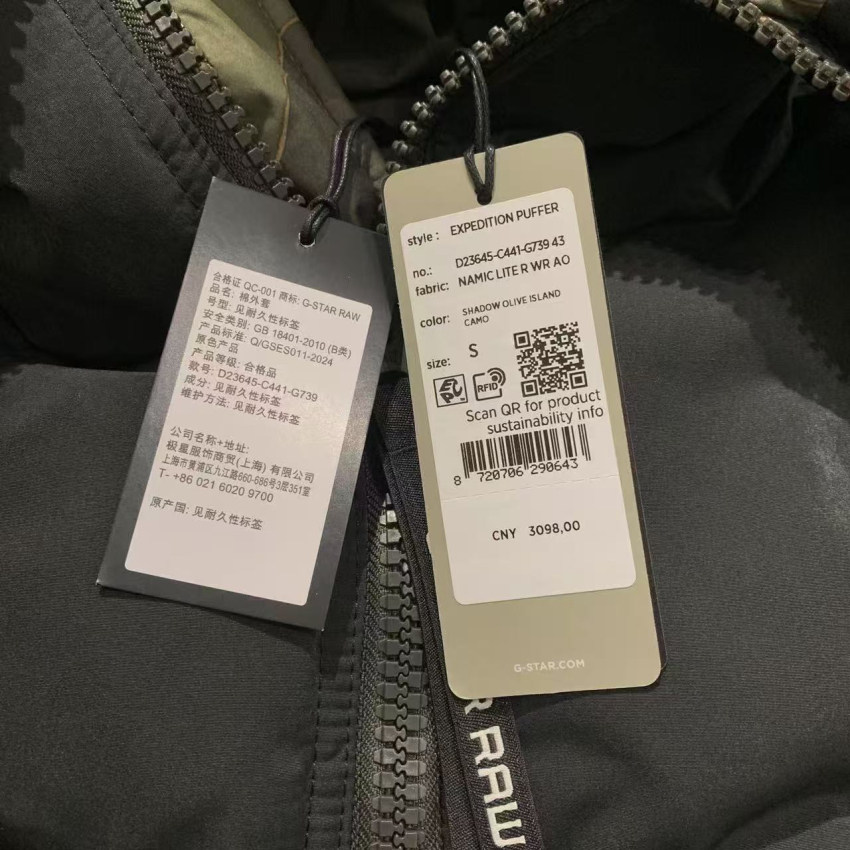 合格证 QC-001 商标: G-STAR RAW
品名: 棉外套
号型: 见耐久性标签
安全类别: GB 18401-2010 (B类)
产品标准: Q/GSES011-2024
原色产品
产品等级: 合格品
款号: D23645-C441-G739
成分: 见耐久性标签
维护方法: 见耐久性标签
公司名称+地址:
极星服饰商贸(上海) 有限公司
上海市黄浦区九江路660-686号3层351室
T- +86 021 6020 9700
原产国: 见耐久性标签
style : EXPEDITION PUFFER
no.: D23645-C441-G739 43
fabric: NAMIC LITE R WR AO
color: SHADOW OLIVE ISLAND
CAMO
size: S
EPC RFID
Scan QR for product
sustainability info
8 720706 290643
CNY 3098,00
G-STAR.COM
R RAW